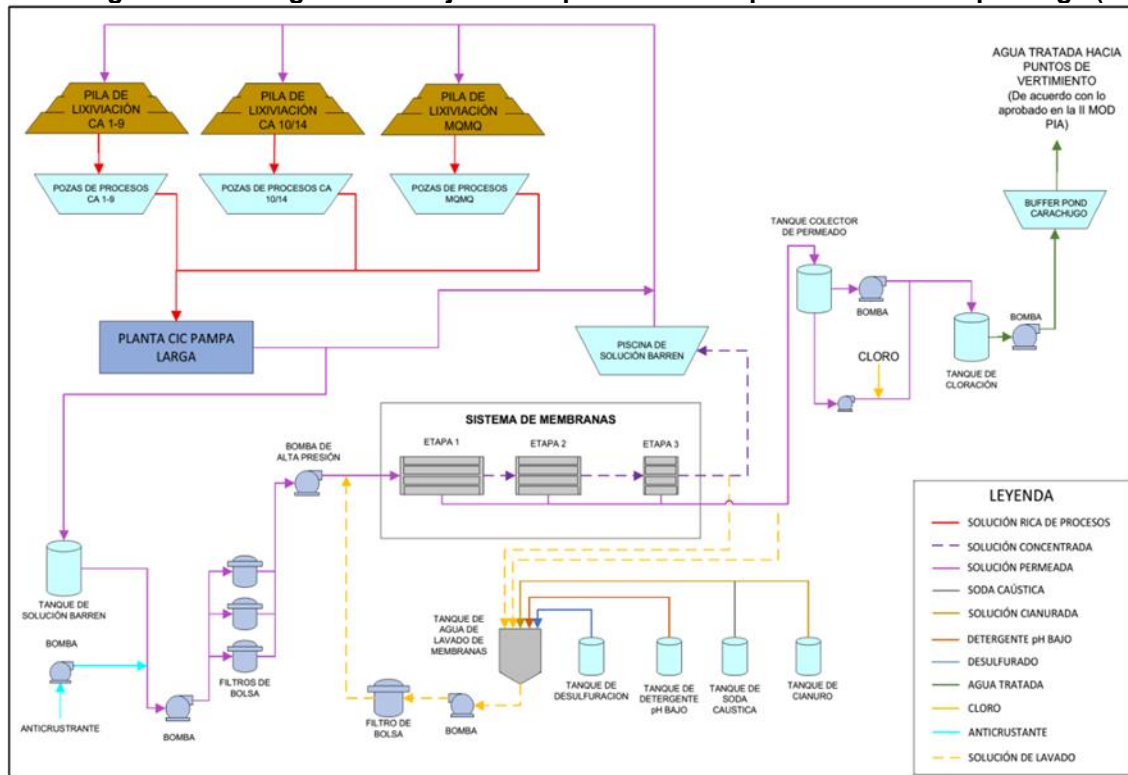 AGUA TRATADA HACIA
PUNTOS DE
VERTIMIENTO
(De acuerdo con lo
aprobado en la II MOD
PIA)
PILA DE
LIXIVIACIÓN
CA 1-9
PILA DE
LIXIVIACIÓN
CA 10/14
PILA DE
LIXIVIACIÓN
MQMQ
POZAS DE PROCESOS
CA 1-9
POZAS DE PROCESOS CA
10/14
POZAS DE PROCESOS
MQMQ
BUFFER POND
CARACHUGO
TANQUE COLECTOR
DE PERMEADO
BOMBA
BOMBA
CLORO
TANQUE DE
CLORACIÓN
PLANTA CIC PAMPA
LARGA
PISCINA DE
SOLUCIÓN BARREN
SISTEMA DE MEMBRANAS
ETAPA 1
ETAPA 2
ETAPA 3
BOMBA DE
ALTA PRESIÓN
TANQUE DE
SOLUCIÓN BARREN
BOMBA
ANTICRUSTRANTE
BOMBA
FILTROS DE
BOLSA
TANQUE DE
AGUA DE
LAVADO DE
MEMBRANAS
FILTRO DE
BOLSA
BOMBA
TANQUE DE
DESULFURACION
TANQUE DE
DETERGENTE
pH BAJO
TANQUE DE
SODA
CAUSTICA
TANQUE DE
CIANURO
LEYENDA
SOLUCIÓN RICA DE PROCESOS
SOLUCIÓN CONCENTRADA
SOLUCIÓN PERMEADA
SODA CAÚSTICA
SOLUCIÓN CIANURADA
DETERGENTE pH BAJO
DESULFURADO
AGUA TRATADA
CLORO
ANTICRUSTANTE
SOLUCIÓN DE LAVADO